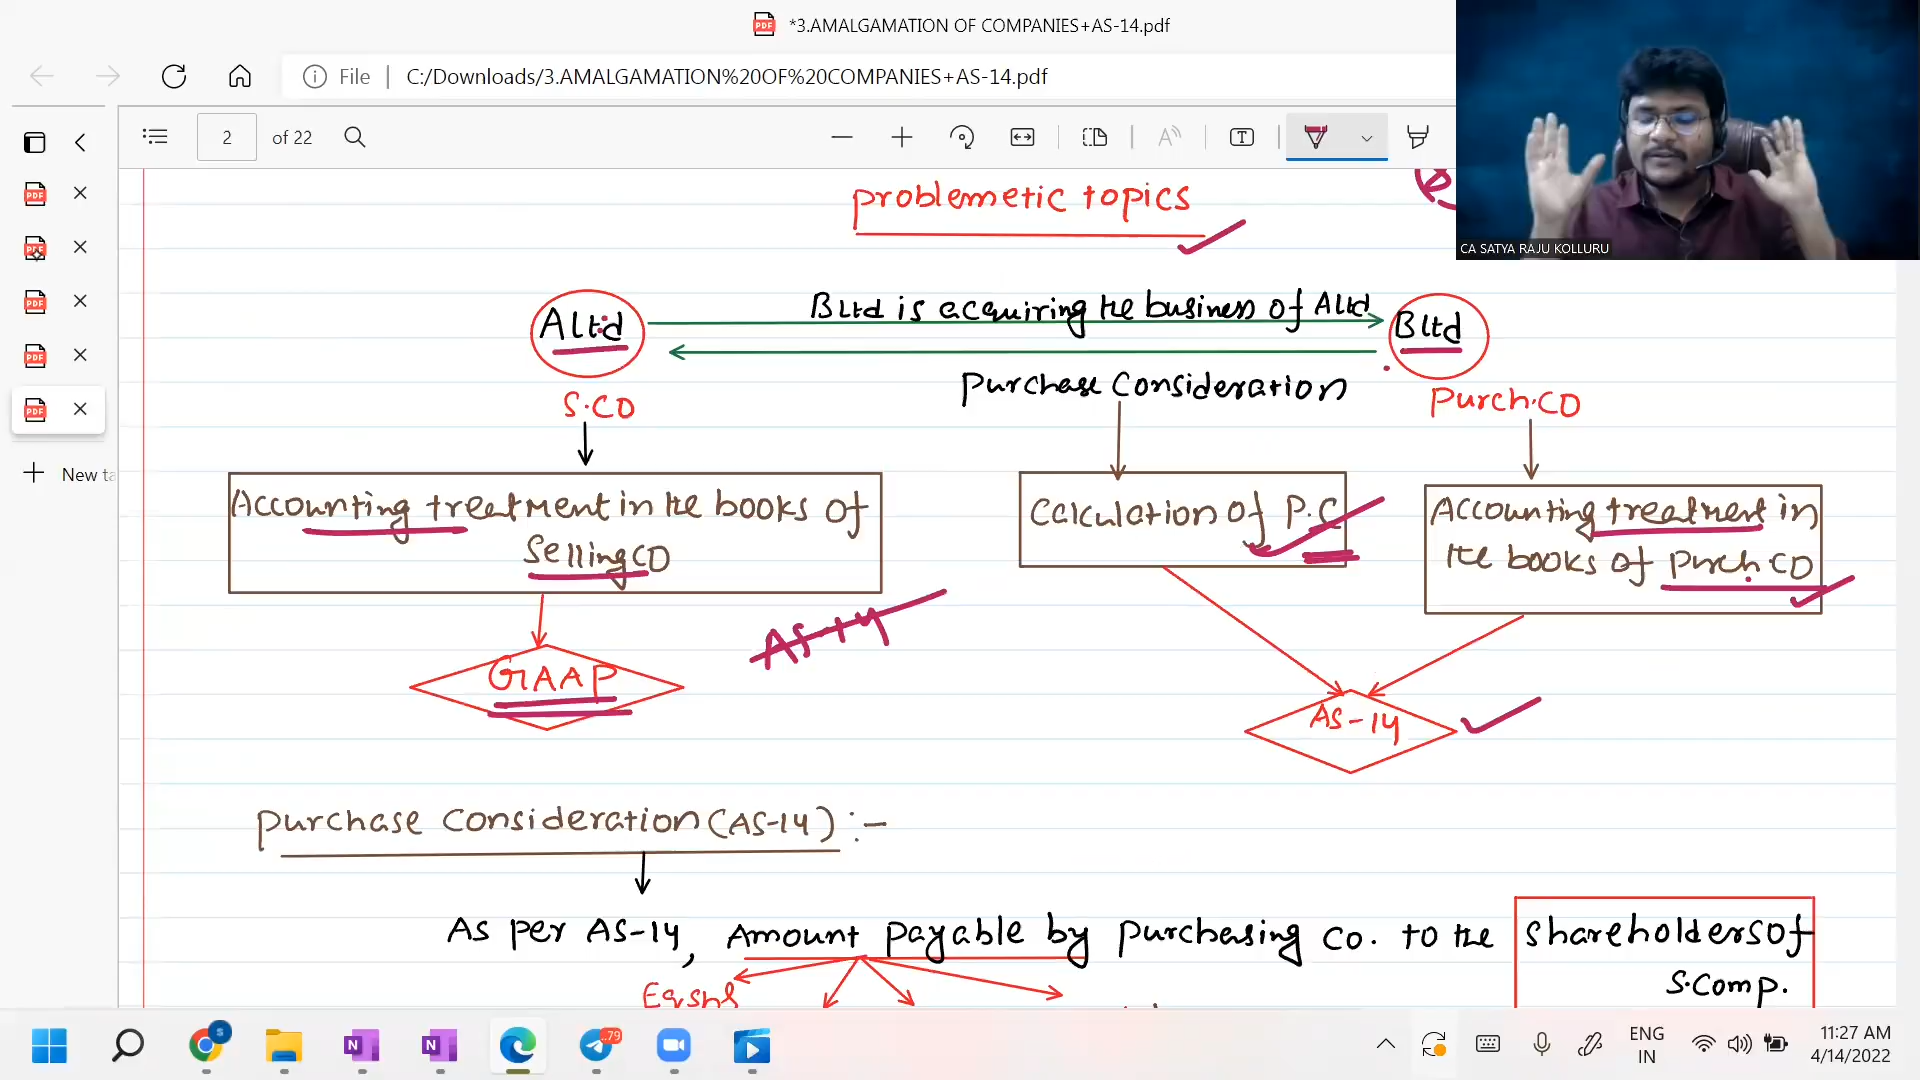 *3.AMALGAMATION OF COMPANIES+AS-14.pdf
File
C:/Downloads/3.AMALGAMATION%20OF%20COMPANIES+AS-14.pdf
2 of 22
CA SATYA RAJU KOLLURU
New ta
problemetic topics
A Ltd
B Ltd is acquiring the business of A Ltd
B Ltd
S.CO
Purchase Consideration
Purch.CO
Accounting treatment in the books of
Selling CO
Calculation of P.C
Accounting treatment in
the books of purch.CO
AS-14
GAAP
AS-14
Purchase Consideration (AS-14) :-
As per AS-14, Amount payable by purchasing co. to the
shareholders of
S.Comp.
Eq.shs
79
ENG
IN
11:27 AM
4/14/2022